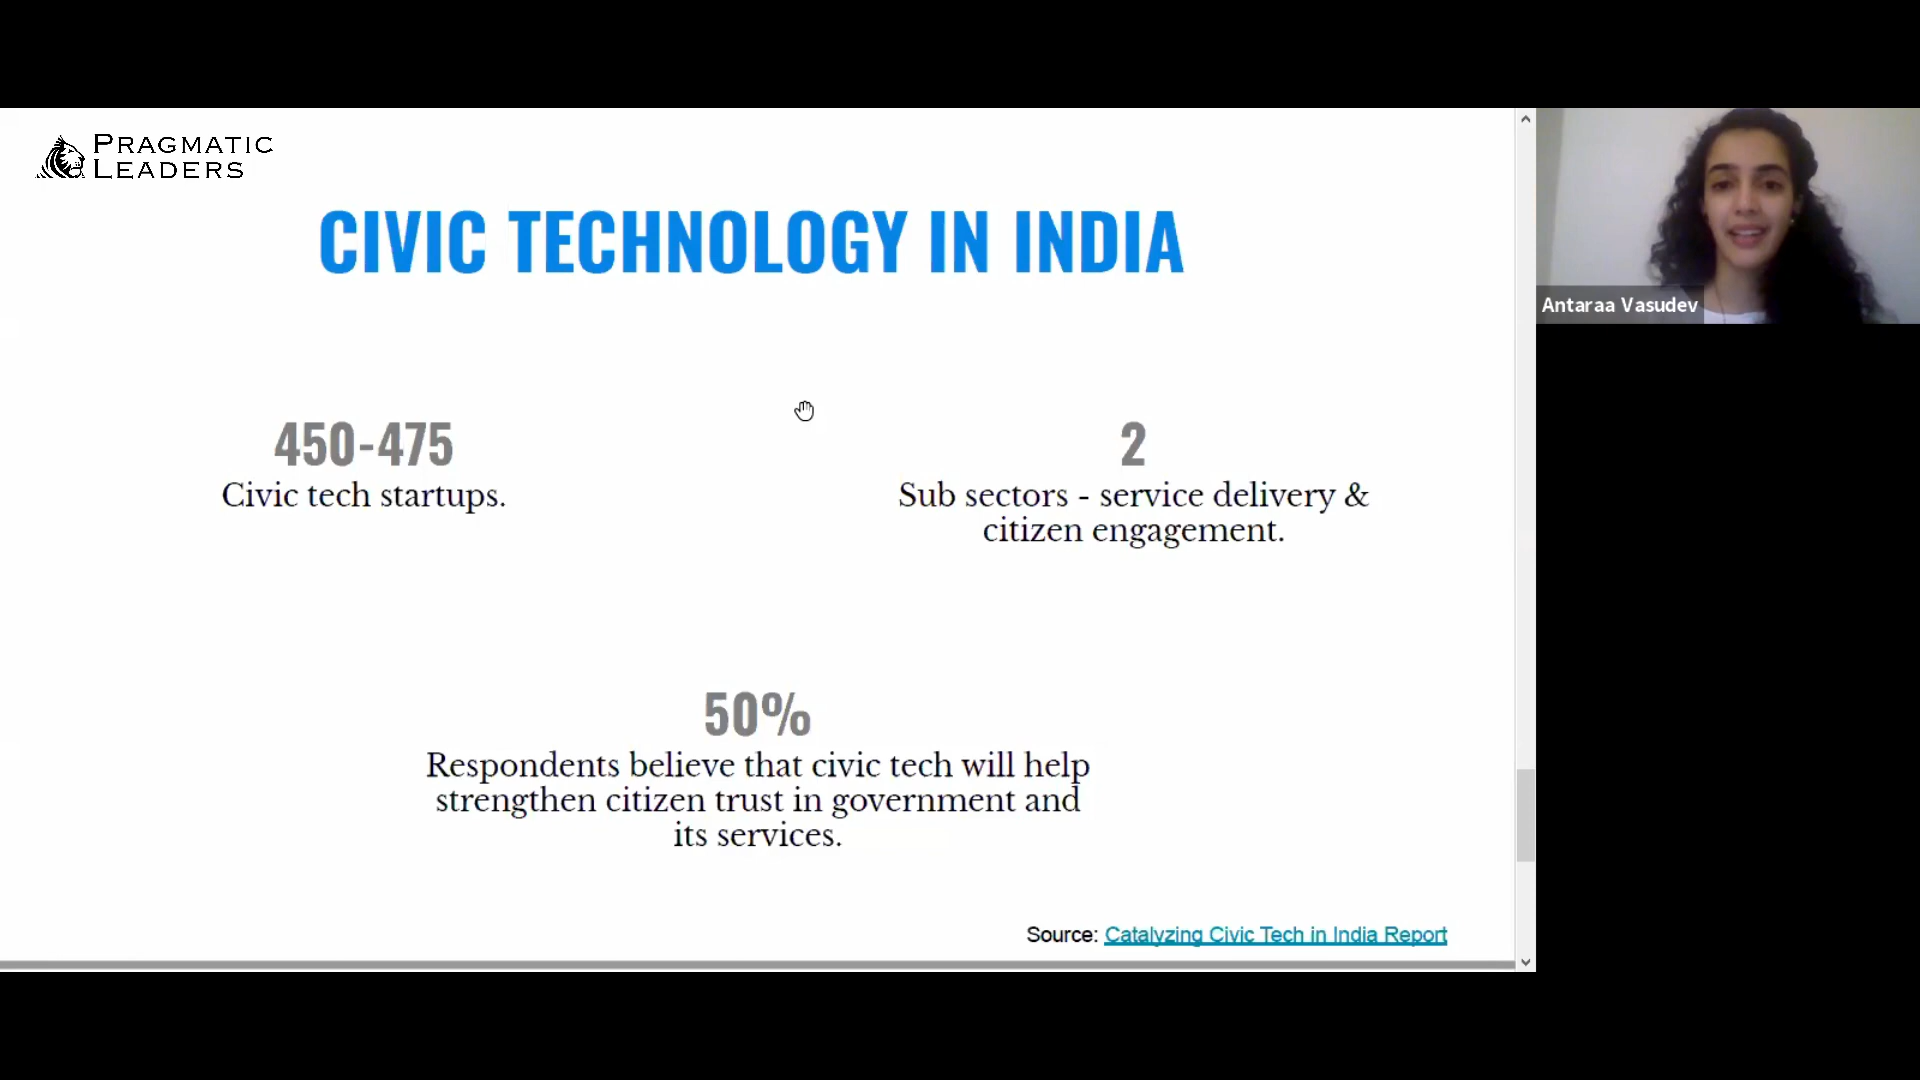 PRAGMATIC
LEADERS
CIVIC TECHNOLOGY IN INDIA
Antaraa Vasudev
450-475
Civic tech startups.
2
Sub sectors - service delivery &
citizen engagement.
50%
Respondents believe that civic tech will help
strengthen citizen trust in government and
its services.
Source: Catalyzing Civic Tech in India Report